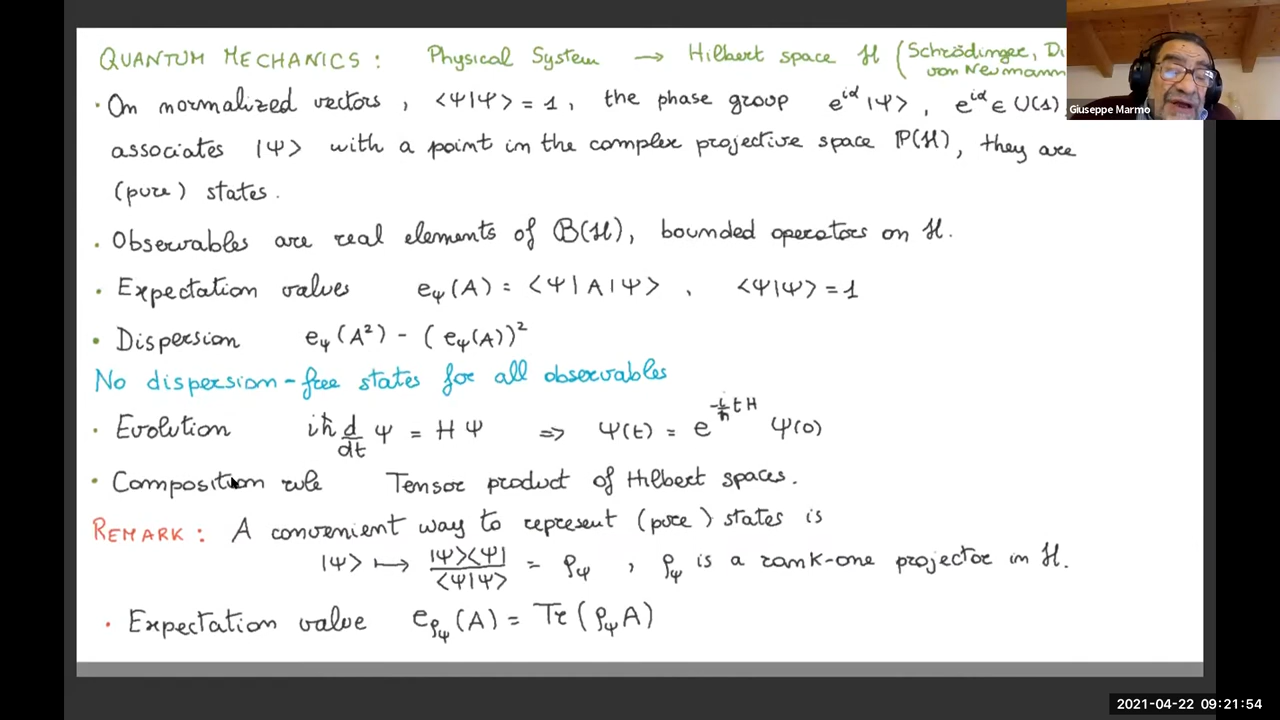 QUANTUM MECHANICS : Physical System → Hilbert space ℋ ( Schrödinger, Di
von Neumann
Giuseppe Marmo
· On normalized vectors, <Ψ|Ψ> = 1, the phase group e^{iα} |Ψ>, e^{iα} ∈ U(1)
associates |Ψ> with a point in the complex projective space ℙ(ℋ), they are
(pure) states.
· Observables are real elements of B(ℋ), bounded operators on ℋ.
· Expectation values e_Ψ(A) = <Ψ|A|Ψ>, <Ψ|Ψ> = 1
· Dispersion e_Ψ(A²) - (e_Ψ(A))²
No dispersion-free states for all observables
· Evolution iħ d/dt Ψ = H Ψ ⇒ Ψ(t) = e^{-i/ħ tH} Ψ(0)
· Composition rule Tensor product of Hilbert spaces.
REMARK : A convenient way to represent (pure) states is
|Ψ> ↦ |Ψ><Ψ| / <Ψ|Ψ> = ρ_Ψ, ρ_Ψ is a rank-one projector in ℋ.
· Expectation value e_{ρ_Ψ}(A) = Tr(ρ_Ψ A)
2021-04-22 09:21:54